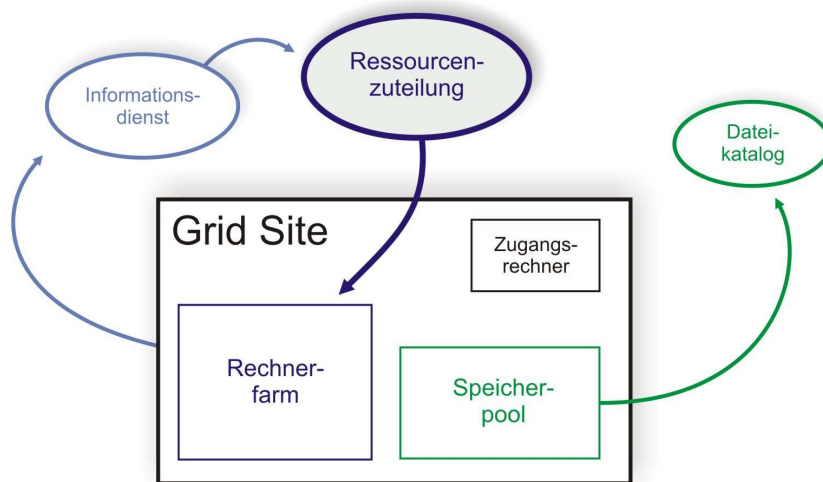 Ressourcen-
zuteilung
Informations-
dienst
Datei-
katalog
Grid Site
Zugangs-
rechner
Rechner-
farm
Speicher-
pool